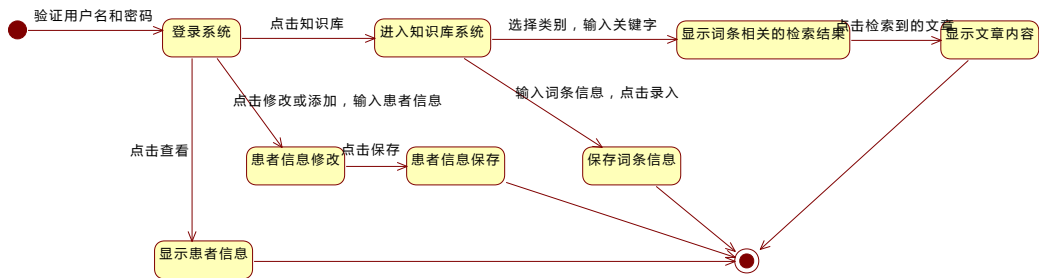 验证用户名和密码
登录系统
点击知识库
进入知识库系统
选择类别，输入关键字
显示词条相关的检索结果
点击检索到的文章
显示文章内容
点击修改或添加，输入患者信息
输入词条信息，点击录入
点击查看
患者信息修改
点击保存
患者信息保存
保存词条信息
显示患者信息